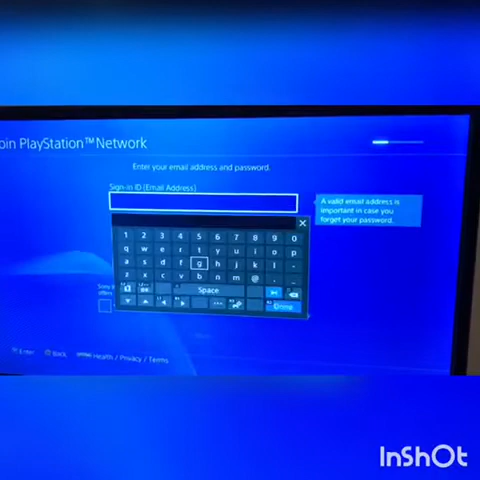 oin PlayStation™Network
Enter your email address and password.
Sign-in ID (Email Address)
A valid email address is
important in case you
forget your password.
1 2 3 4 5 6 7 8 9 0
q w e r t y u i o p
a s d f g h j k l -
z x c v b n m @ . _
Space
Done
Enter Back Health / Privacy / Terms
InShOt